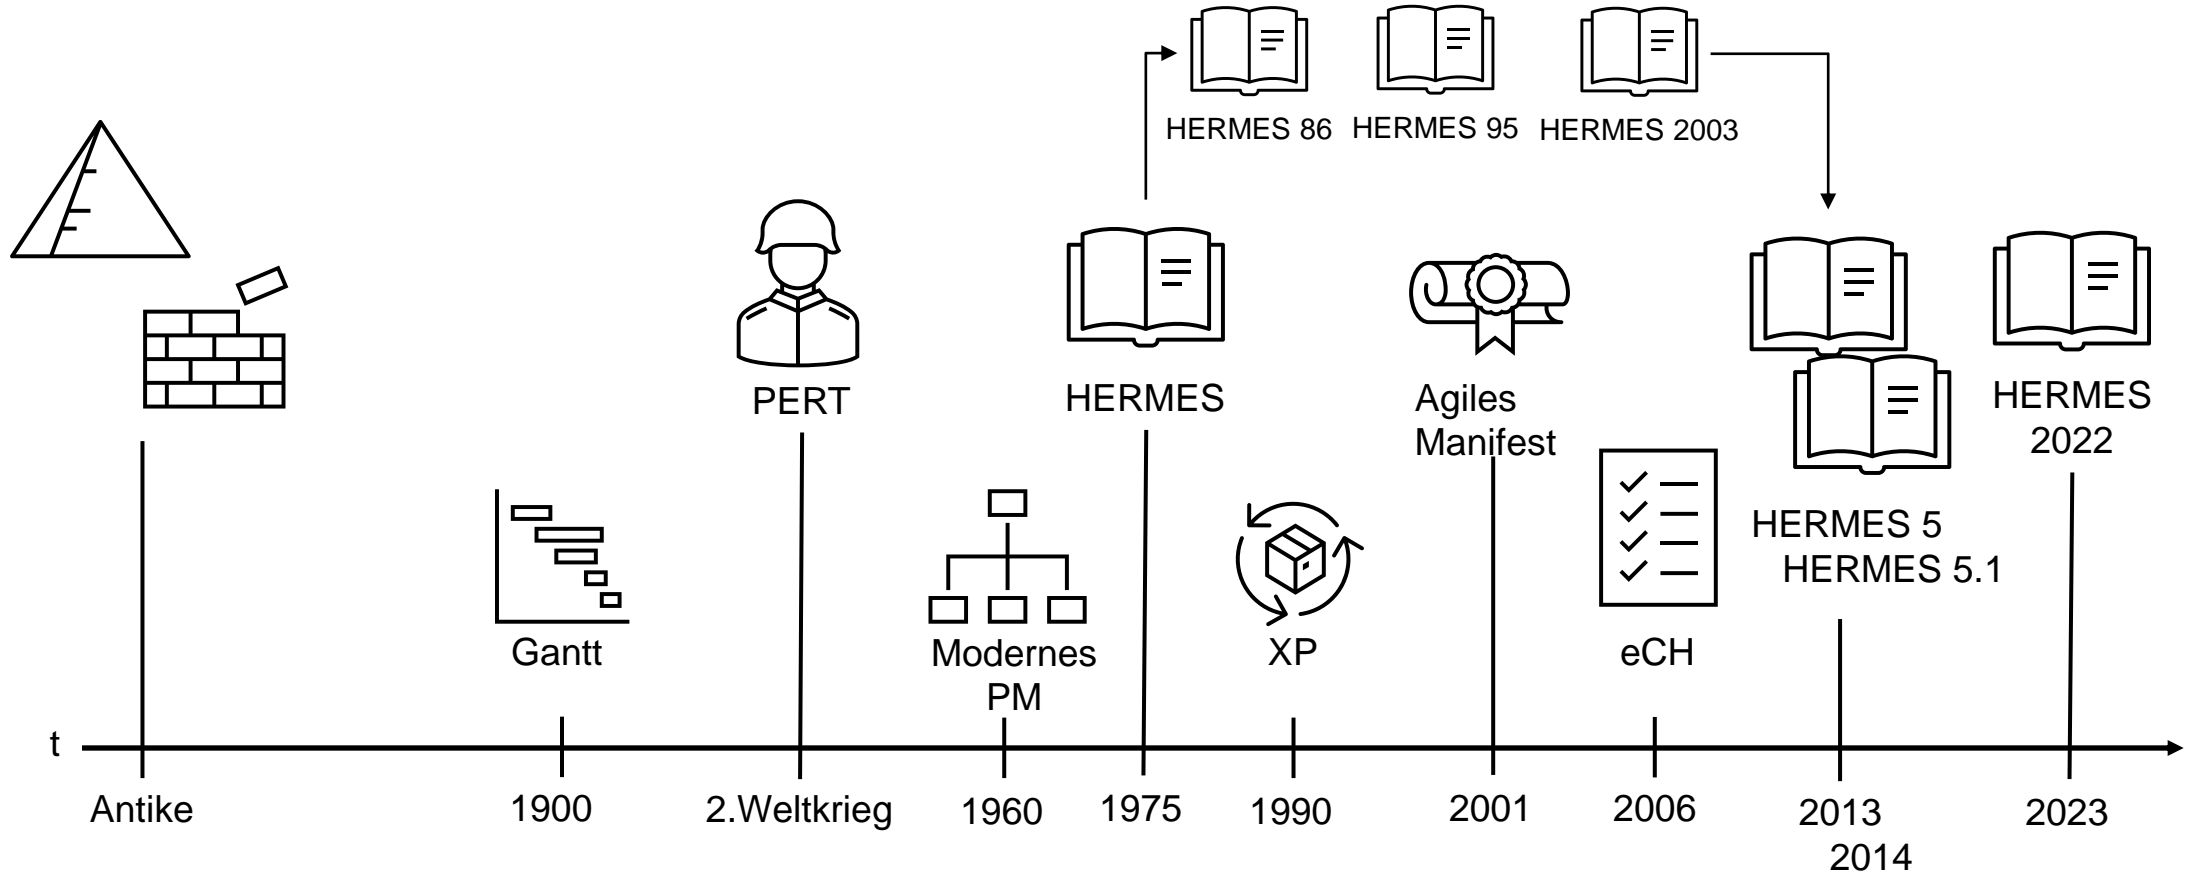 HERMES 86
HERMES 95
HERMES 2003
PERT
HERMES
Agiles
Manifest
HERMES
2022
HERMES 5
HERMES 5.1
Gantt
Modernes
PM
XP
eCH
t
Antike
1900
2.Weltkrieg
1960
1975
1990
2001
2006
2013
2014
2023